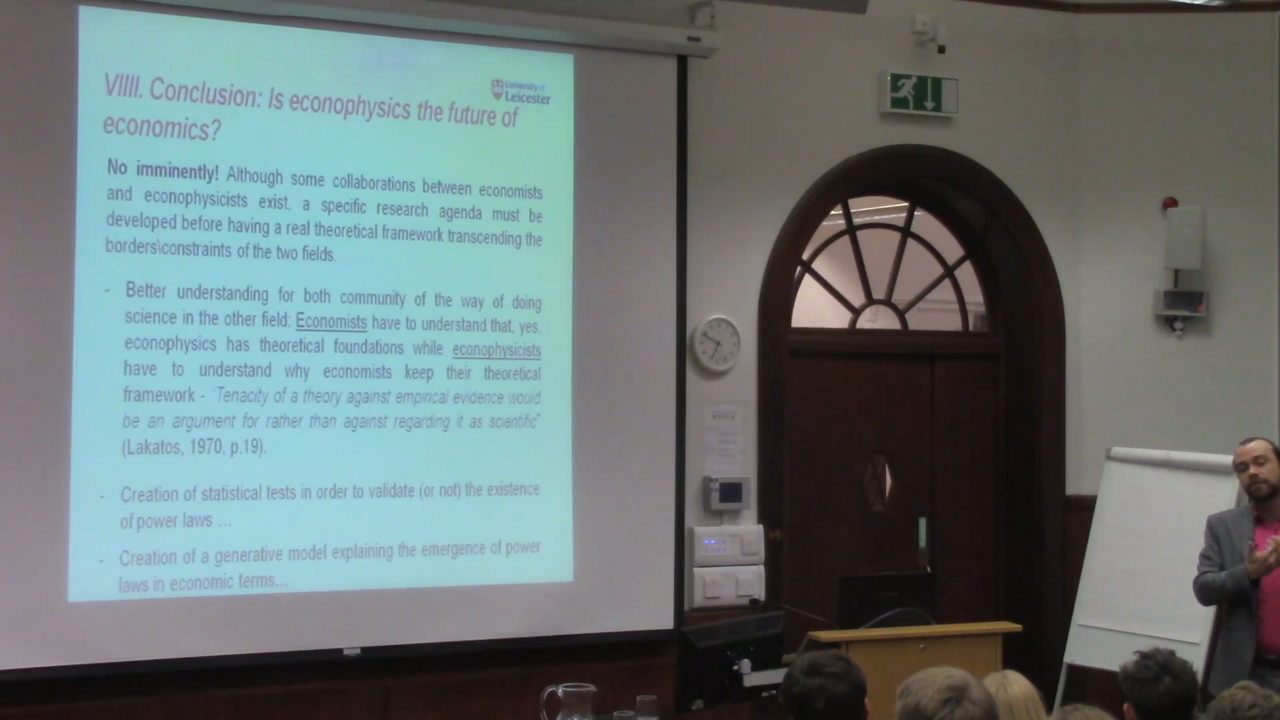 VIIII. Conclusion: Is econophysics the future of
economics?
University of
Leicester
No imminently! Although some collaborations between economists
and econophysicists exist, a specific research agenda must be
developed before having a real theoretical framework transcending the
borders\constraints of the two fields.
- Better understanding for both community of the way of doing
science in the other field: Economists have to understand that, yes,
econophysics has theoretical foundations while econophysicists
have to understand why economists keep their theoretical
framework - "Tenacity of a theory against empirical evidence would
be an argument for rather than against regarding it as scientific"
(Lakatos, 1970, p.19).
- Creation of statistical tests in order to validate (or not) the existence
of power laws ...
- Creation of a generative model explaining the emergence of power
laws in economic terms...